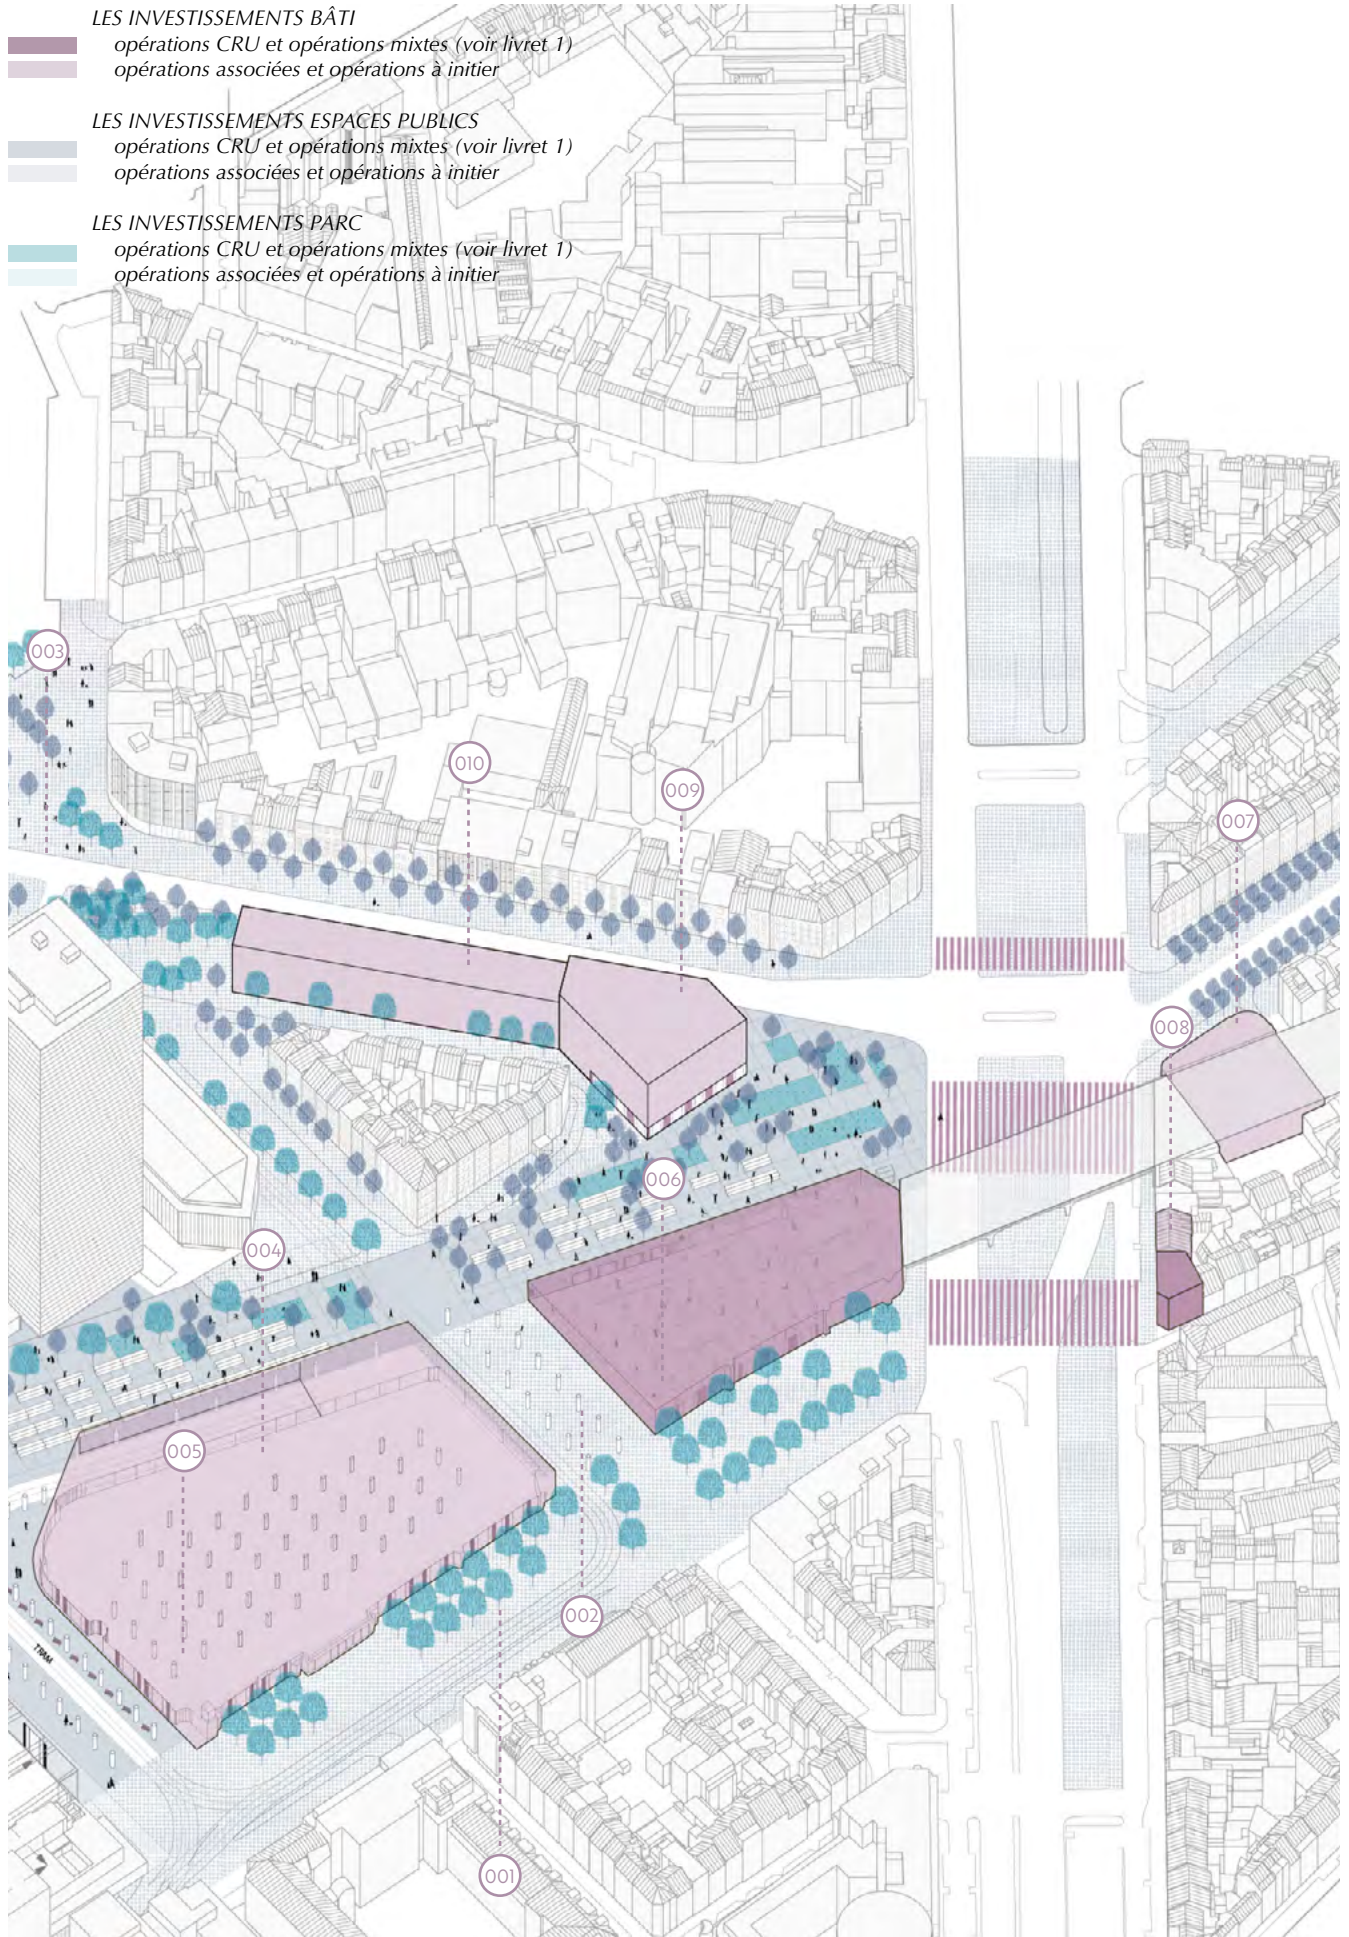 LES INVESTISSEMENTS BÂTI
opérations CRU et opérations mixtes (voir livret 1)
opérations associées et opérations à initier
LES INVESTISSEMENTS ESPACES PUBLICS
opérations CRU et opérations mixtes (voir livret 1)
opérations associées et opérations à initier
LES INVESTISSEMENTS PARC
opérations CRU et opérations mixtes (voir livret 1)
opérations associées et opérations à initier
003
010
009
007
008
006
004
005
002
TRAM
001